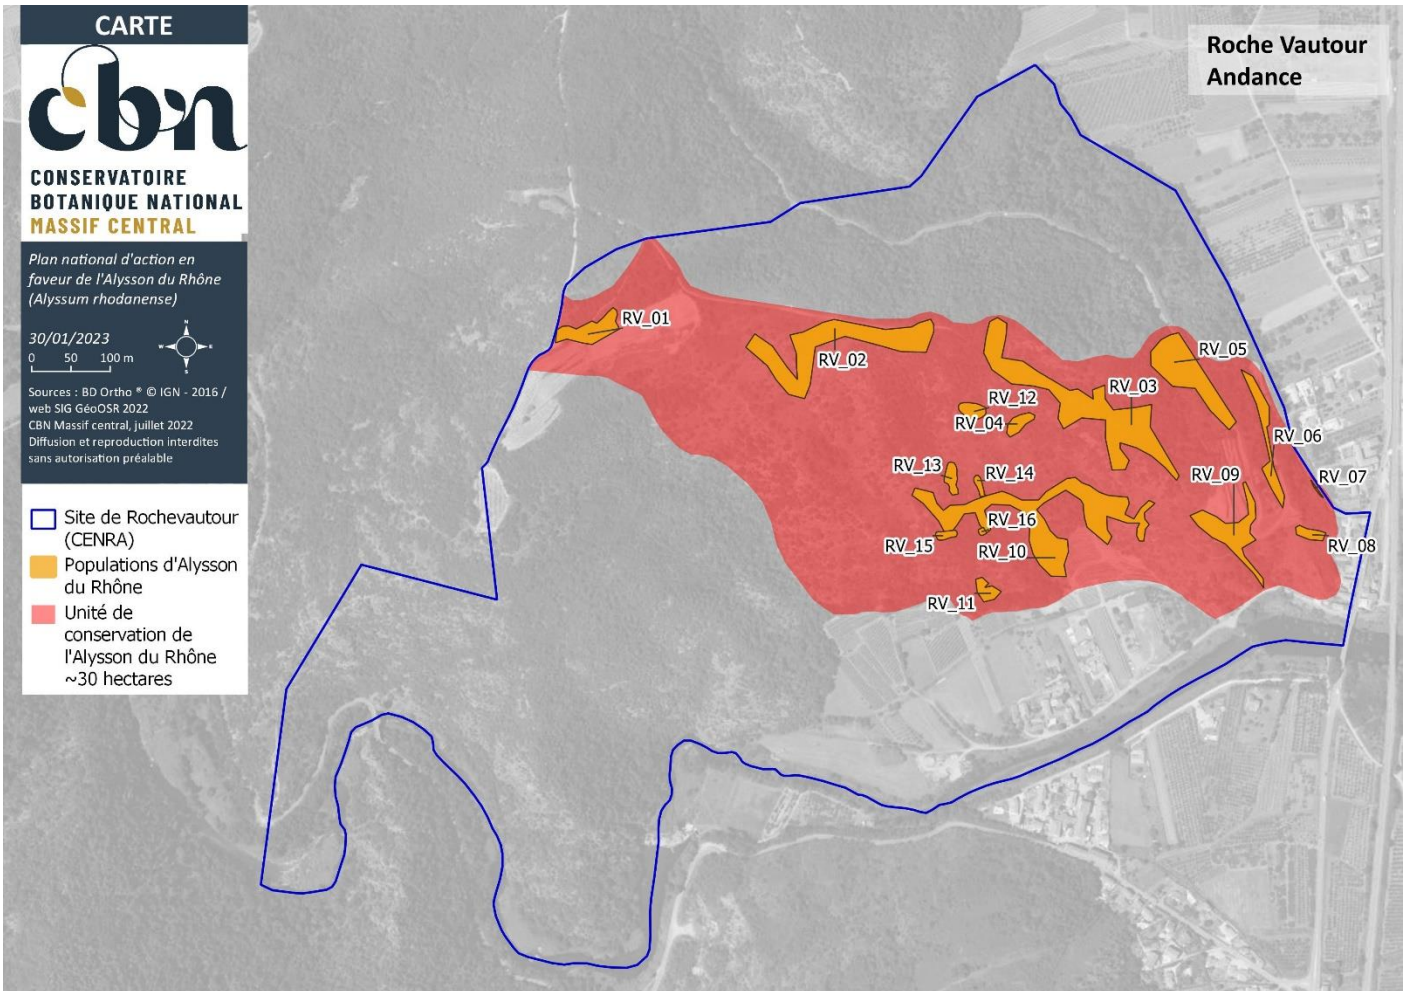 CARTE
cbn
CONSERVATOIRE
BOTANIQUE NATIONAL
MASSIF CENTRAL
Plan national d'action en
faveur de l'Alysson du Rhône
(Alyssum rhodanense)
30/01/2023
0 50 100 m
N
W E
S
Sources : BD Ortho ® © IGN - 2016 /
web SIG GéoOSR 2022
CBN Massif central, juillet 2022
Diffusion et reproduction interdites
sans autorisation préalable
Site de Rochevautour
(CENRA)
Populations d'Alysson
du Rhône
Unité de
conservation de
l'Alysson du Rhône
~30 hectares
Roche Vautour
Andance
RV_01
RV_02
RV_05
RV_03
RV_12
RV_04
RV_06
RV_13
RV_14
RV_09
RV_07
RV_16
RV_15
RV_10
RV_08
RV_11